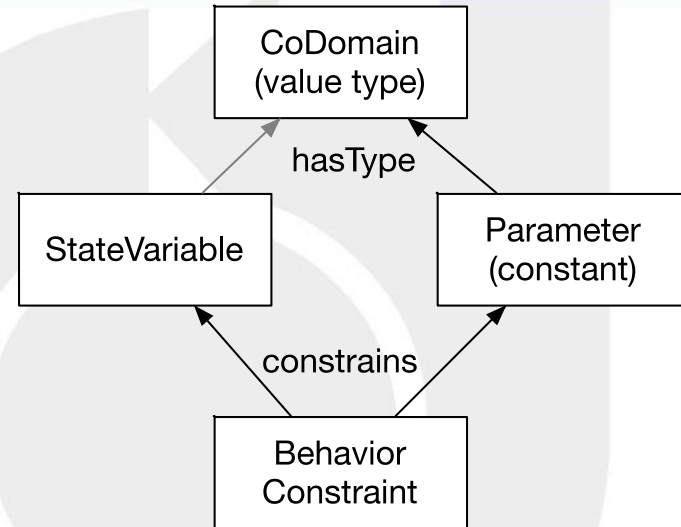 CoDomain
(value type)
hasType
StateVariable
Parameter
(constant)
constrains
Behavior
Constraint